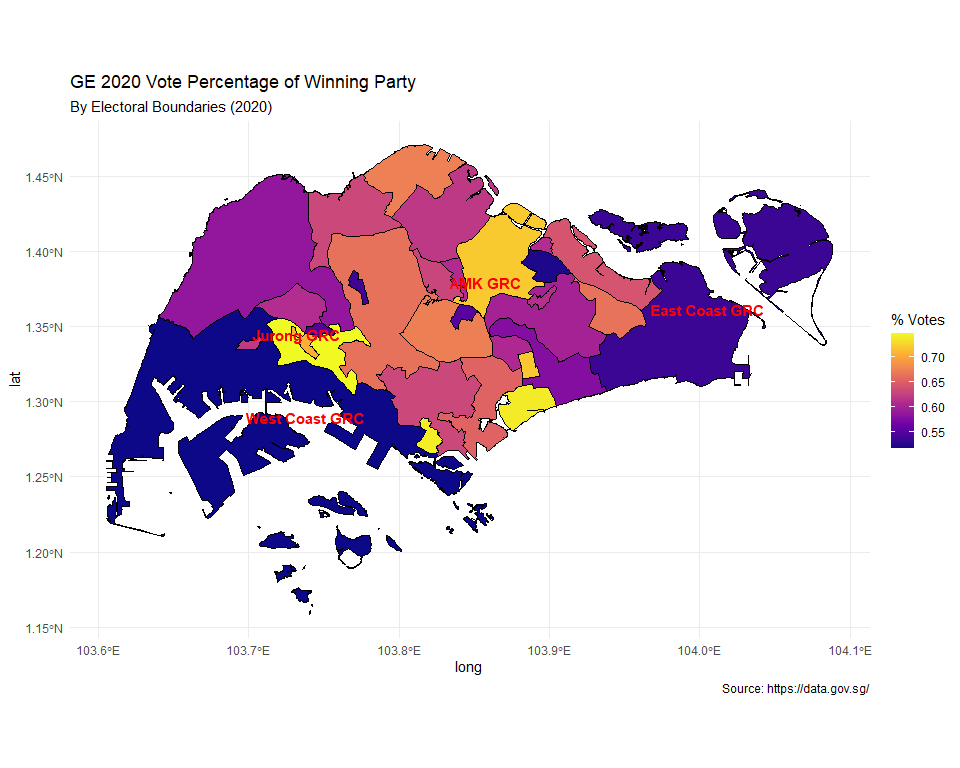 GE 2020 Vote Percentage of Winning Party
By Electoral Boundaries (2020)
1.45°N
1.40°N
1.35°N
1.30°N
1.25°N
1.20°N
1.15°N
lat
AMK GRC
East Coast GRC
Jurong GRC
West Coast GRC
% Votes
0.70
0.65
0.60
0.55
103.6°E
103.7°E
103.8°E
103.9°E
104.0°E
104.1°E
long
Source: https://data.gov.sg/